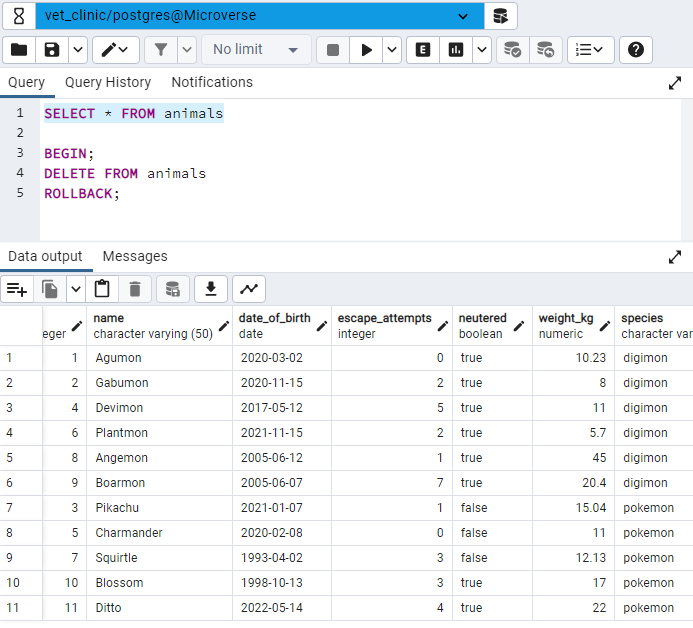 vet_clinic/postgres@Microverse
No limit
E
Query Query History Notifications
1 SELECT * FROM animals
2
3 BEGIN;
4 DELETE FROM animals
5 ROLLBACK;
Data output Messages
eger name character varying (50) date_of_birth date escape_attempts integer neutered boolean weight_kg numeric species character var
1 1 Agumon 2020-03-02 0 true 10.23 digimon
2 2 Gabumon 2020-11-15 2 true 8 digimon
3 4 Devimon 2017-05-12 5 true 11 digimon
4 6 Plantmon 2021-11-15 2 true 5.7 digimon
5 8 Angemon 2005-06-12 1 true 45 digimon
6 9 Boarmon 2005-06-07 7 true 20.4 digimon
7 3 Pikachu 2021-01-07 1 false 15.04 pokemon
8 5 Charmander 2020-02-08 0 false 11 pokemon
9 7 Squirtle 1993-04-02 3 false 12.13 pokemon
10 10 Blossom 1998-10-13 3 true 17 pokemon
11 11 Ditto 2022-05-14 4 true 22 pokemon